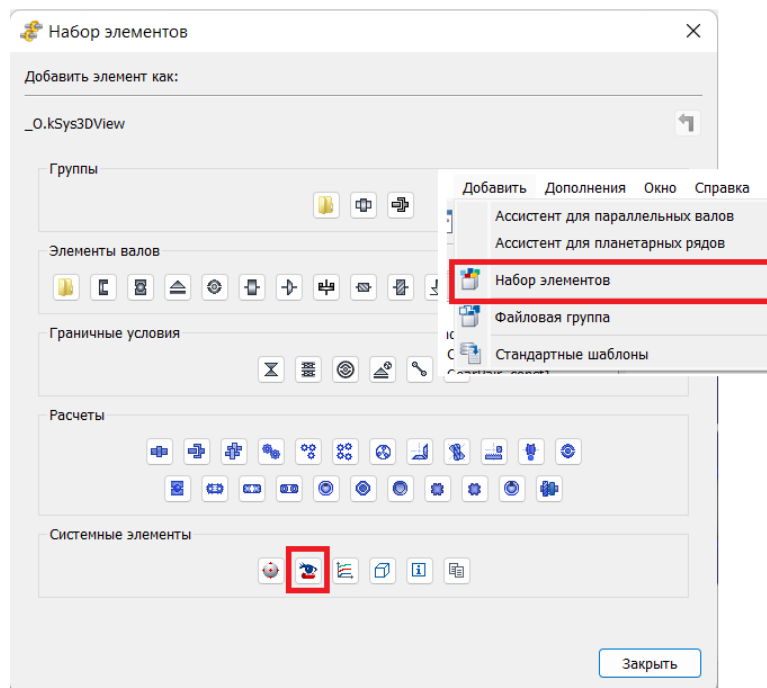 Набор элементов
Добавить элемент как:
_O.kSys3DView
Группы
Добавить Дополнения Окно Справка
Ассистент для параллельных валов
Ассистент для планетарных рядов
Набор элементов
Файловая группа
Стандартные шаблоны
Элементы валов
Граничные условия
Расчеты
Системные элементы
Закрыть